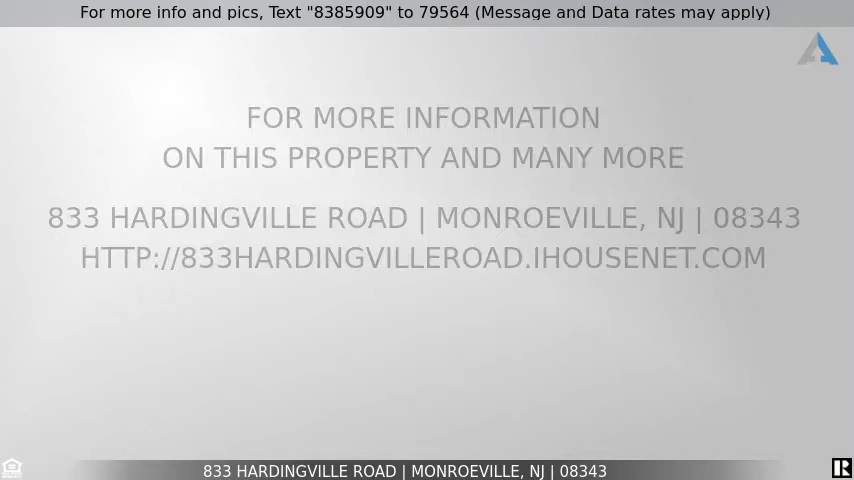 For more info and pics, Text "8385909" to 79564 (Message and Data rates may apply)
FOR MORE INFORMATION
ON THIS PROPERTY AND MANY MORE
833 HARDINGVILLE ROAD | MONROEVILLE, NJ | 08343
HTTP://833HARDINGVILLEROAD.IHOUSENET.COM
833 HARDINGVILLE ROAD | MONROEVILLE, NJ | 08343